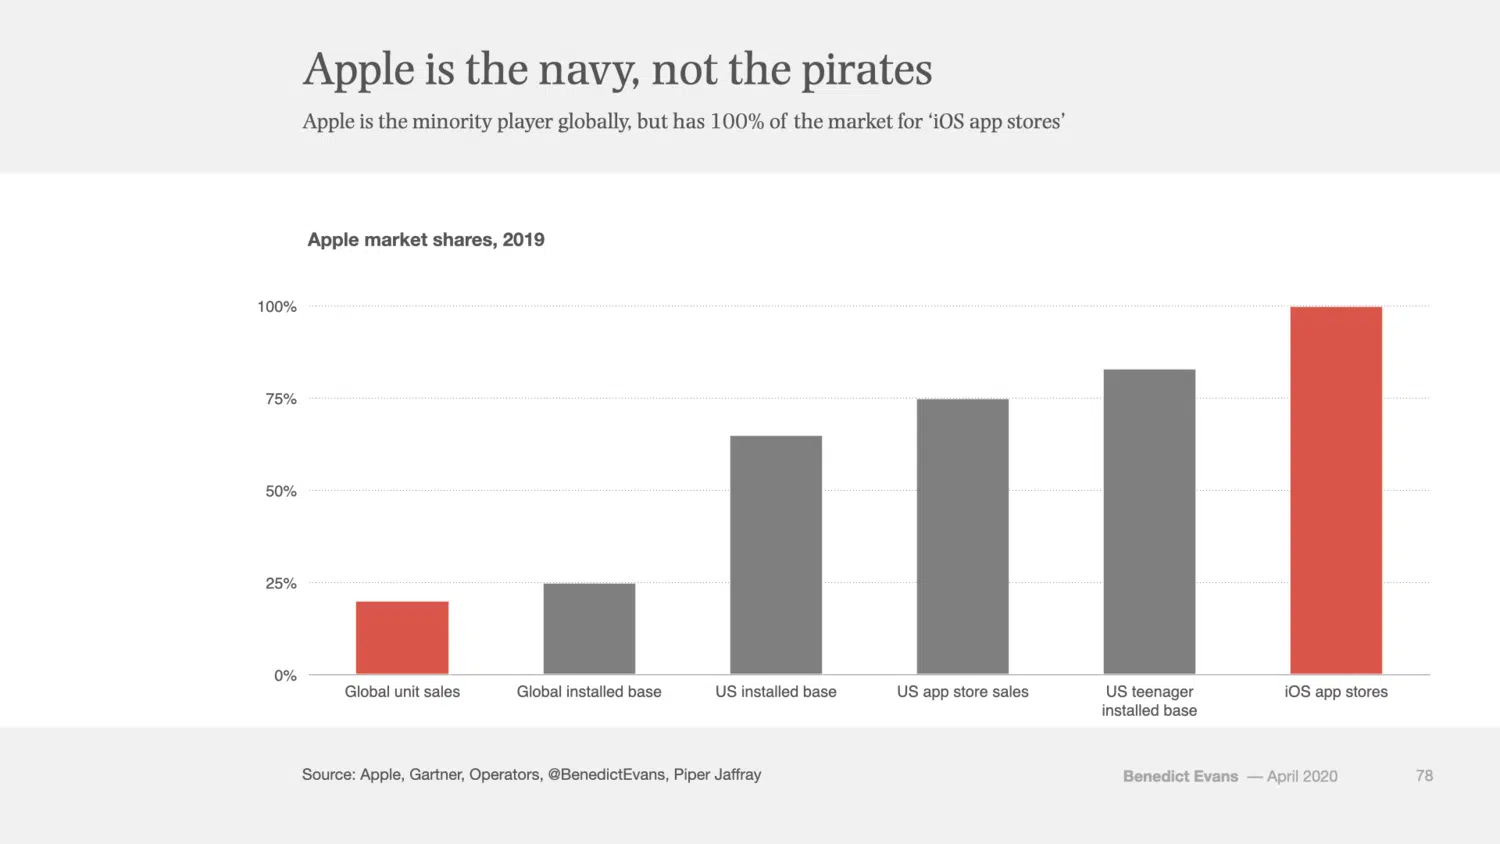 Apple is the navy, not the pirates
Apple is the minority player globally, but has 100% of the market for ‘iOS app stores’
Apple market shares, 2019
100%
75%
50%
25%
0%
Global unit sales
Global installed base
US installed base
US app store sales
US teenager
installed base
iOS app stores
Source: Apple, Gartner, Operators, @BenedictEvans, Piper Jaffray
Benedict Evans — April 2020
78